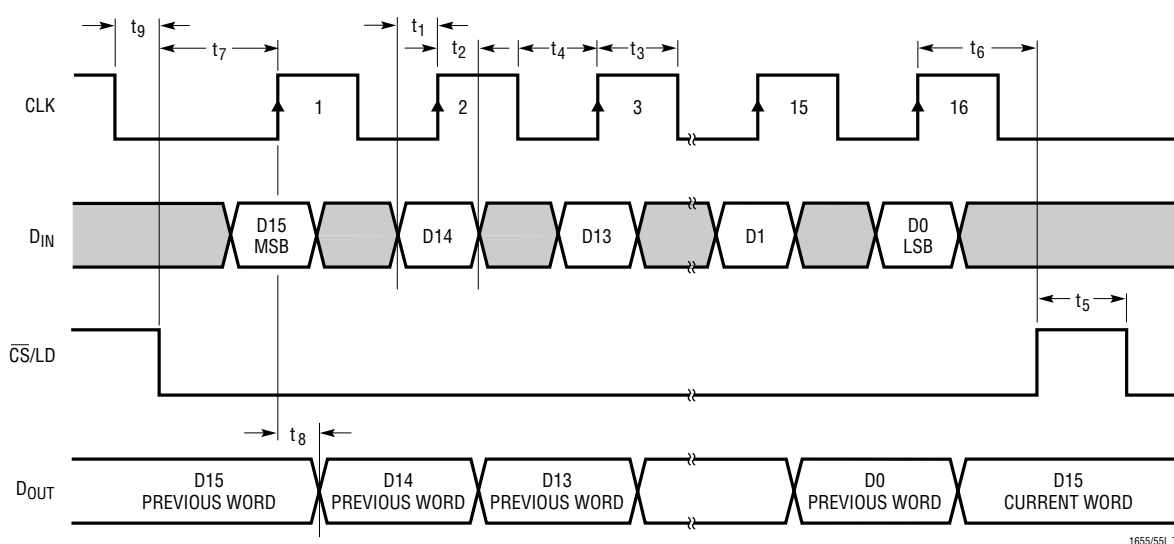 t9
t7
t1
t2
t4
t3
t6
CLK
1
2
3
15
16
DIN
D15
MSB
D14
D13
D1
D0
LSB
t5
CS/LD
t8
DOUT
D15
PREVIOUS WORD
D14
PREVIOUS WORD
D13
PREVIOUS WORD
D0
PREVIOUS WORD
D15
CURRENT WORD